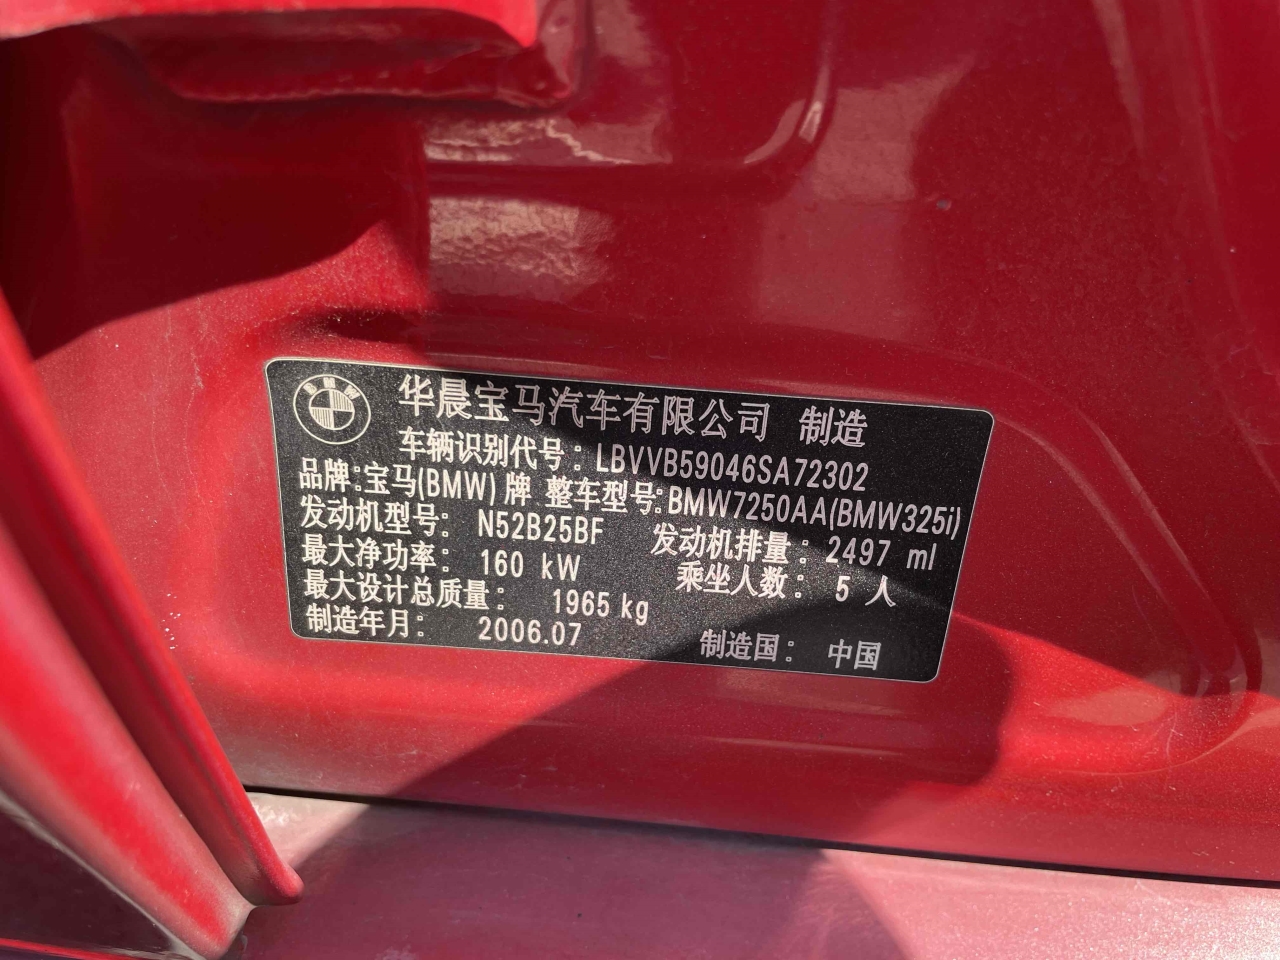 BMW
华晨宝马汽车有限公司 制造
车辆识别代号：LBVVB59046SA72302
品牌：宝马(BMW)牌 整车型号：BMW7250AA(BMW325i)
发动机型号： N52B25BF 发动机排量：2497 ml
最大净功率： 160 kW 乘坐人数： 5 人
最大设计总质量： 1965 kg
制造年月： 2006.07 制造国： 中国